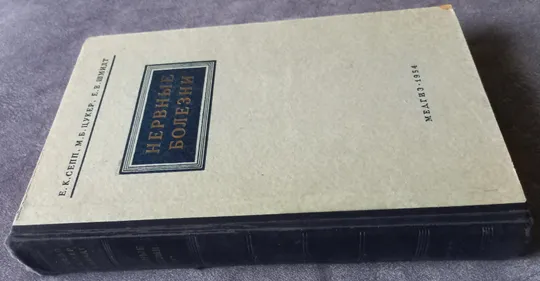 Е. К. СЕПП, М. Б. ЦУКЕР, Е. В. ШМИДТ
НЕРВНЫЕ
БОЛЕЗНИ
МЕДГИЗ-1954